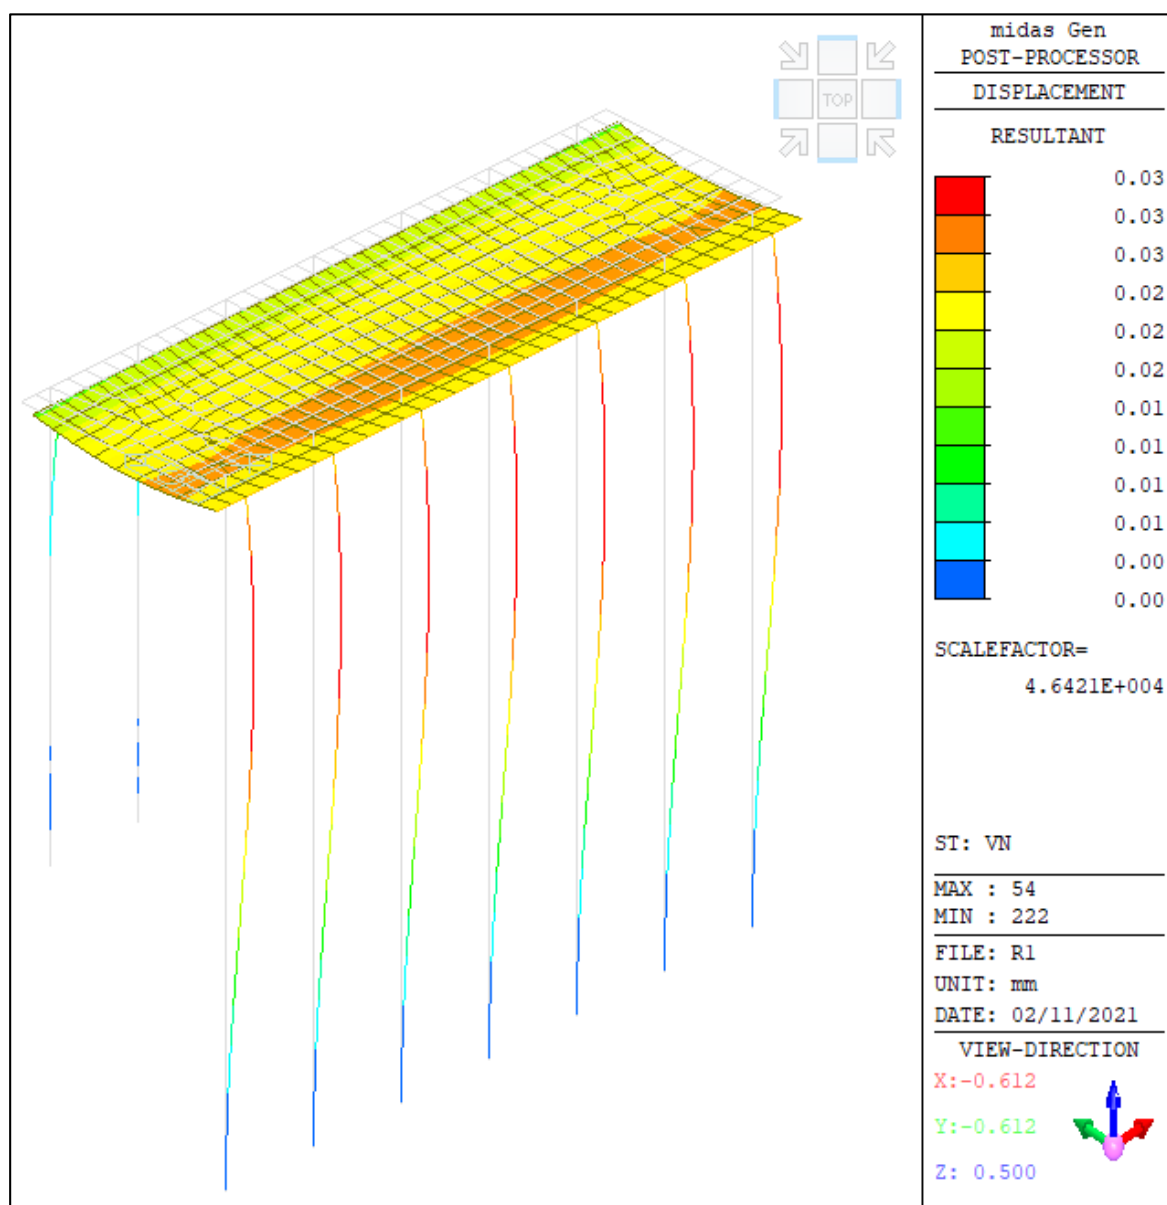 TOP
midas Gen
POST-PROCESSOR
DISPLACEMENT
RESULTANT
0.03
0.03
0.03
0.02
0.02
0.02
0.01
0.01
0.01
0.01
0.00
0.00
SCALEFACTOR=
4.6421E+004
ST: VN
MAX : 54
MIN : 222
FILE: R1
UNIT: mm
DATE: 02/11/2021
VIEW-DIRECTION
X:-0.612
Y:-0.612
Z: 0.500